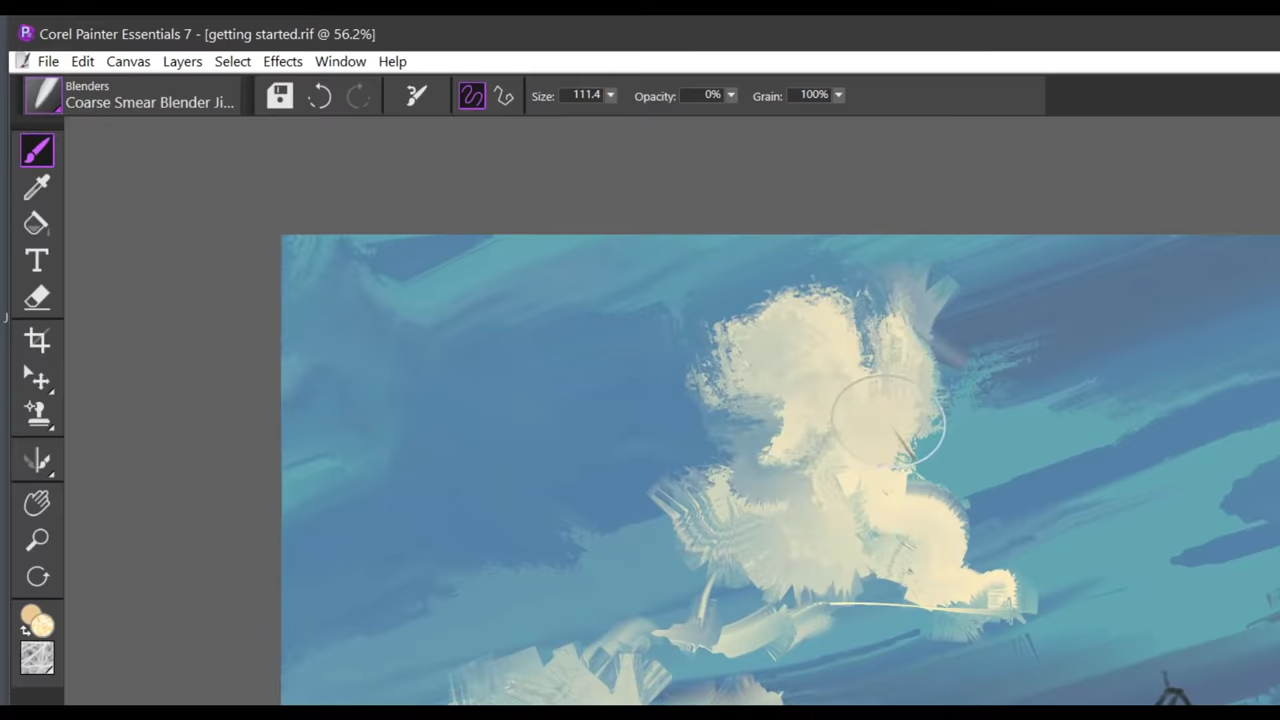 Corel Painter Essentials 7 - [getting started.rif @ 56.2%]
File Edit Canvas Layers Select Effects Window Help
Blenders
Coarse Smear Blender Ji...
Size: 111.4 Opacity: 0% Grain: 100%
T
J